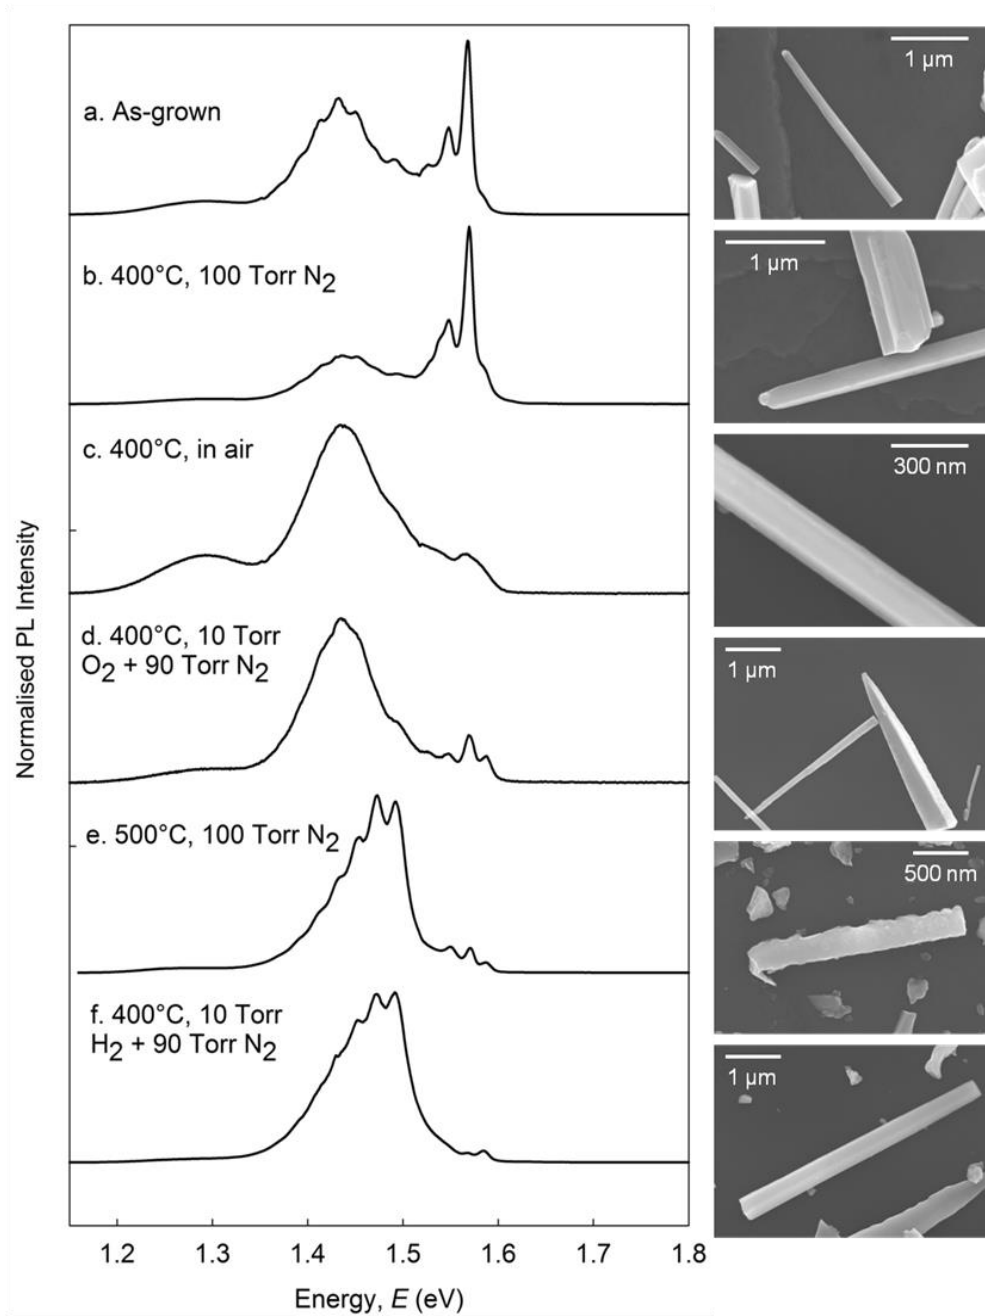 a. As-grown
b. 400°C, 100 Torr N2
c. 400°C, in air
d. 400°C, 10 Torr
O2 + 90 Torr N2
e. 500°C, 100 Torr N2
f. 400°C, 10 Torr
H2 + 90 Torr N2
Normalised PL Intensity
1.2 1.3 1.4 1.5 1.6 1.7 1.8
Energy, E (eV)
1 µm
1 µm
300 nm
1 µm
500 nm
1 µm